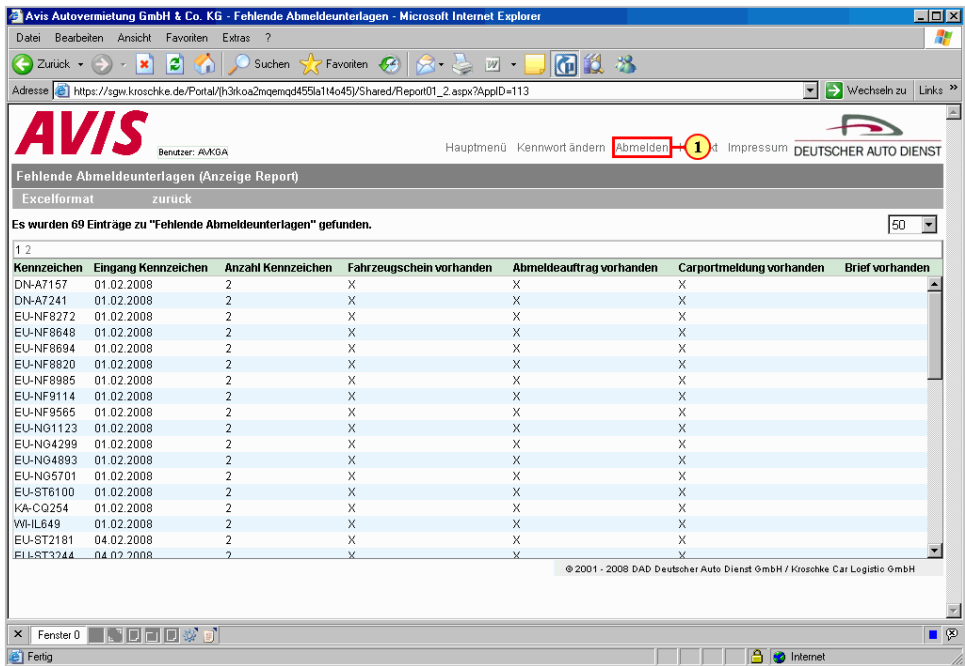 Avis Autovermietung GmbH & Co. KG - Fehlende Abmeldeunterlagen - Microsoft Internet Explorer
Datei Bearbeiten Ansicht Favoriten Extras ?
Zurück Suchen Favoriten
Adresse https://sgw.kroschke.de/Portal/(h3rkoa2mqemqd455la1t4o45)/Shared/Report01_2.aspx?AppID=113 Wechseln zu Links »
AVIS
Benutzer: AVKGA
Hauptmenü Kennwort ändern Abmelden 1 Impressum
DEUTSCHER AUTO DIENST
Fehlende Abmeldeunterlagen (Anzeige Report)
Excelformat zurück
Es wurden 69 Einträge zu "Fehlende Abmeldeunterlagen" gefunden. 50
1 2
Kennzeichen Eingang Kennzeichen Anzahl Kennzeichen Fahrzeugschein vorhanden Abmeldeauftrag vorhanden Carportmeldung vorhanden Brief vorhanden
DN-A7157 01.02.2008 2 X X X
DN-A7241 01.02.2008 2 X X X
EU-NF8272 01.02.2008 2 X X X
EU-NF8648 01.02.2008 2 X X X
EU-NF8694 01.02.2008 2 X X X
EU-NF8820 01.02.2008 2 X X X
EU-NF8985 01.02.2008 2 X X X
EU-NF9114 01.02.2008 2 X X X
EU-NF9565 01.02.2008 2 X X X
EU-NG1123 01.02.2008 2 X X X
EU-NG4299 01.02.2008 2 X X X
EU-NG4893 01.02.2008 2 X X X
EU-NG5701 01.02.2008 2 X X X
EU-ST6100 01.02.2008 2 X X X
KA-CQ254 01.02.2008 2 X X X
WI-IL649 01.02.2008 2 X X X
EU-ST2181 04.02.2008 2 X X X
EU-ST3244 04.02.2008 2 X X X
© 2001 - 2008 DAD Deutscher Auto Dienst GmbH / Kroschke Car Logistic GmbH
Fenster 0
Fertig Internet